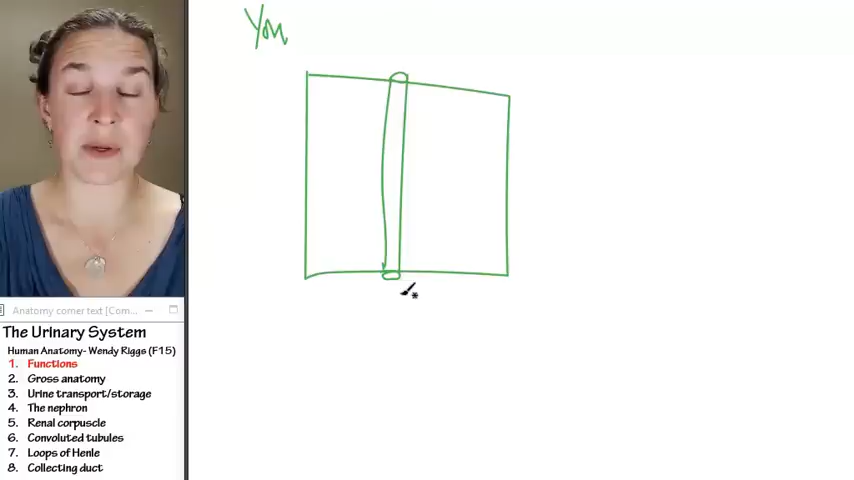 You
Anatomy corner text [Com...
The Urinary System
Human Anatomy- Wendy Riggs (F15)
1. Functions
2. Gross anatomy
3. Urine transport/storage
4. The nephron
5. Renal corpuscle
6. Convoluted tubules
7. Loops of Henle
8. Collecting duct